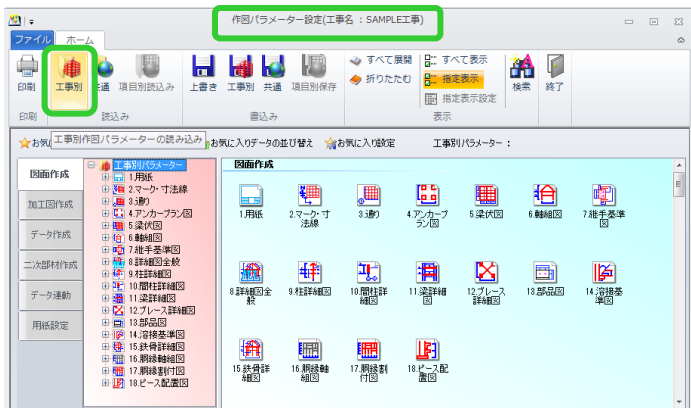 作図パラメーター設定(工事名 : SAMPLE工事)
ファイル ホーム
印刷 工事別 共通 項目別読込み 上書き 工事別 共通 項目別保存 すべて展開 すべて表示 検索 終了
折りたたむ 指定表示
指定表示設定
印刷 読込み 書込み 表示
お気 工事別作図パラメーターの読み込み お気に入りデータの並び替え お気に入り設定 工事別パラメーター :
図面作成
加工図作成
データ作成
二次部材作成
データ連動
用紙設定
工事別パラメーター
1.用紙
2.マーク・寸法線
3.通り
4.アンカープラン図
5.梁伏図
6.軸組図
7.継手基準図
8.詳細図全般
9.柱詳細図
10.間柱詳細図
11.梁詳細図
12.ブレース詳細図
13.部品図
14.溶接基準図
15.鉄骨詳細図
16.胴縁軸組図
17.胴縁割付図
18.ピース配置図
図面作成
1.用紙 2.マーク・寸法線 3.通り 4.アンカープラン図 5.梁伏図 6.軸組図 7.継手基準図
8.詳細図全般 9.柱詳細図 10.間柱詳細図 11.梁詳細図 12.ブレース詳細図 13.部品図 14.溶接基準図
15.鉄骨詳細図 16.胴縁軸組図 17.胴縁割付図 18.ピース配置図